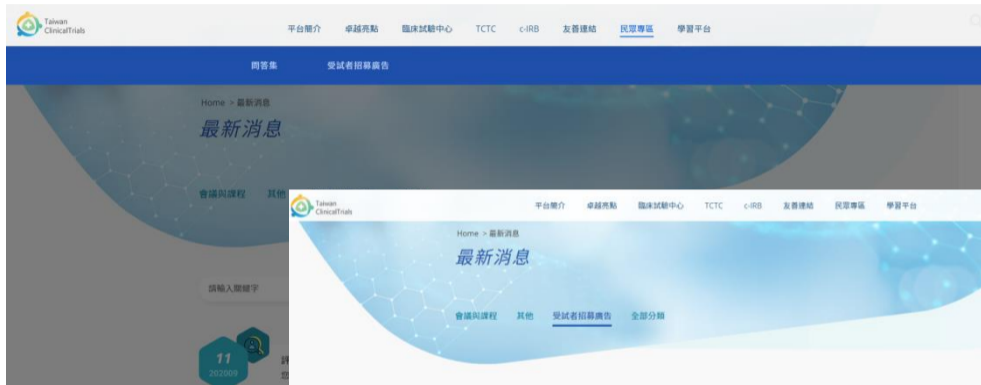 Taiwan
ClinicalTrials
平台簡介 卓越亮點 臨床試驗中心 TCTC c-IRB 友善連結 民眾專區 學習平台
問答集 受試者招募廣告
Home > 最新消息
最新消息
會議與課程 其他
請輸入關鍵字
11
202009
評
您
Taiwan
ClinicalTrials
平台簡介 卓越亮點 臨床試驗中心 TCTC c-IRB 友善連結 民眾專區 學習平台
Home > 最新消息
最新消息
會議與課程 其他 受試者招募廣告 全部分類